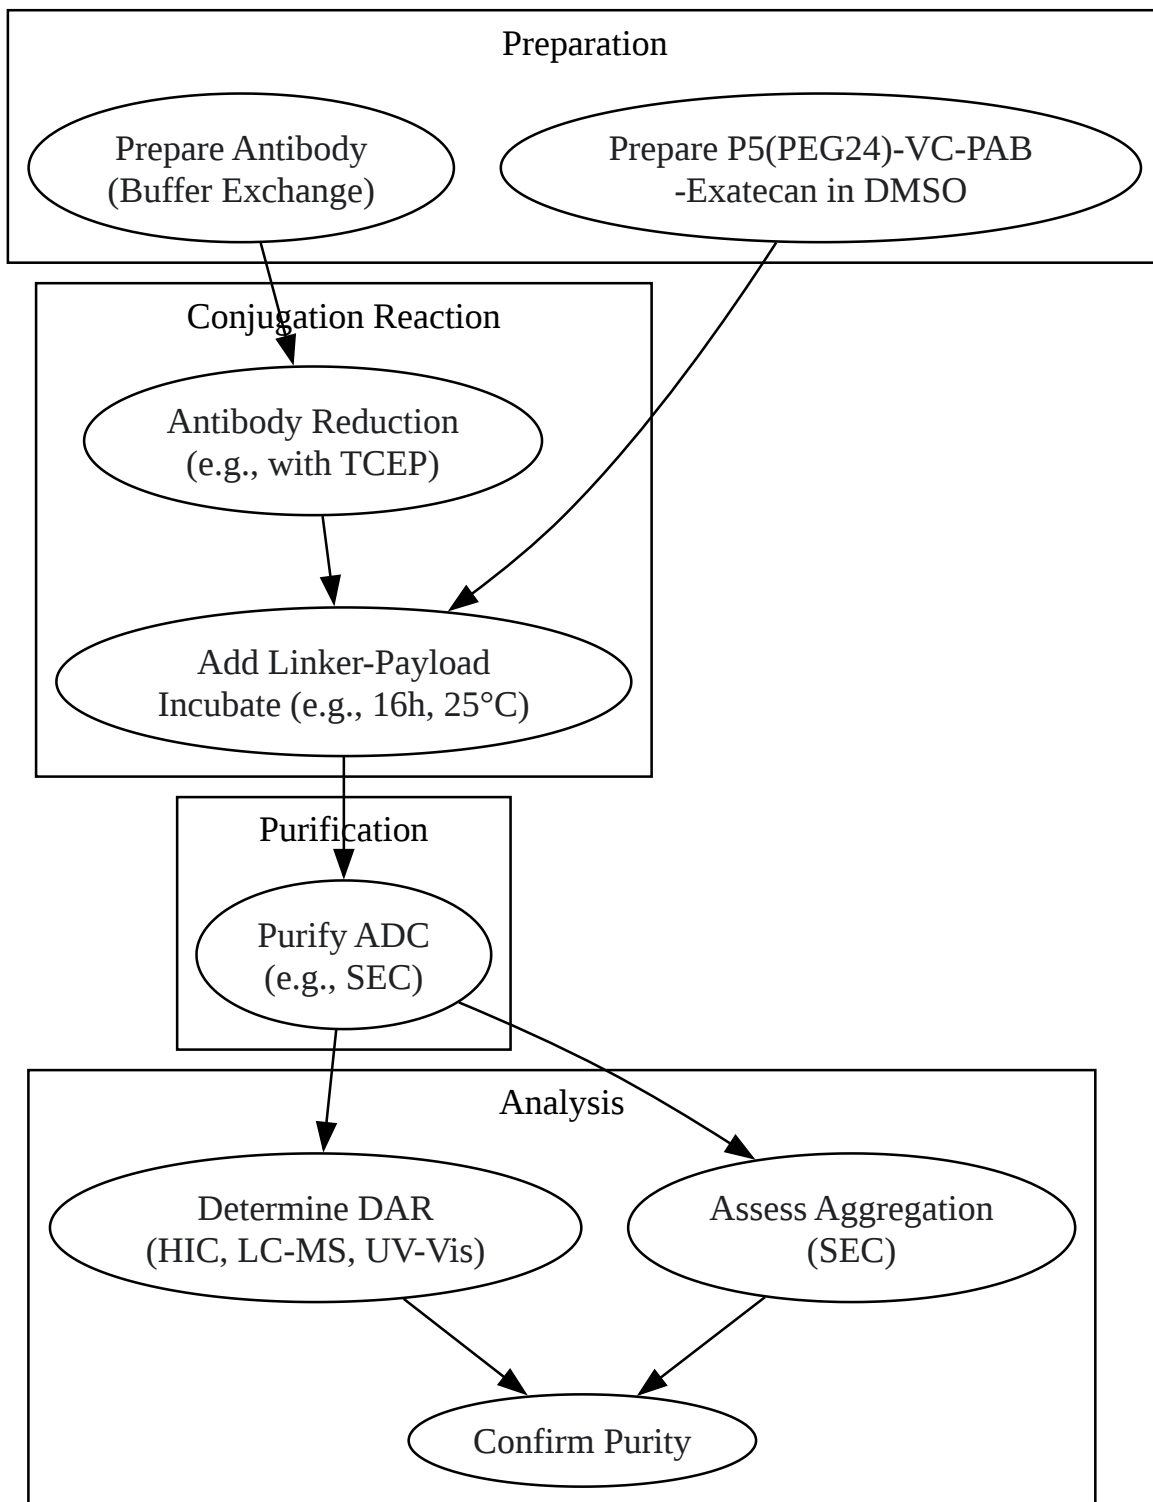 Preparation
Prepare Antibody
(Buffer Exchange)
Prepare P5(PEG24)-VC-PAB
-Exatecan in DMSO
Conjugation Reaction
Antibody Reduction
(e.g., with TCEP)
Add Linker-Payload
Incubate (e.g., 16h, 25°C)
Purification
Purify ADC
(e.g., SEC)
Analysis
Determine DAR
(HIC, LC-MS, UV-Vis)
Assess Aggregation
(SEC)
Confirm Purity